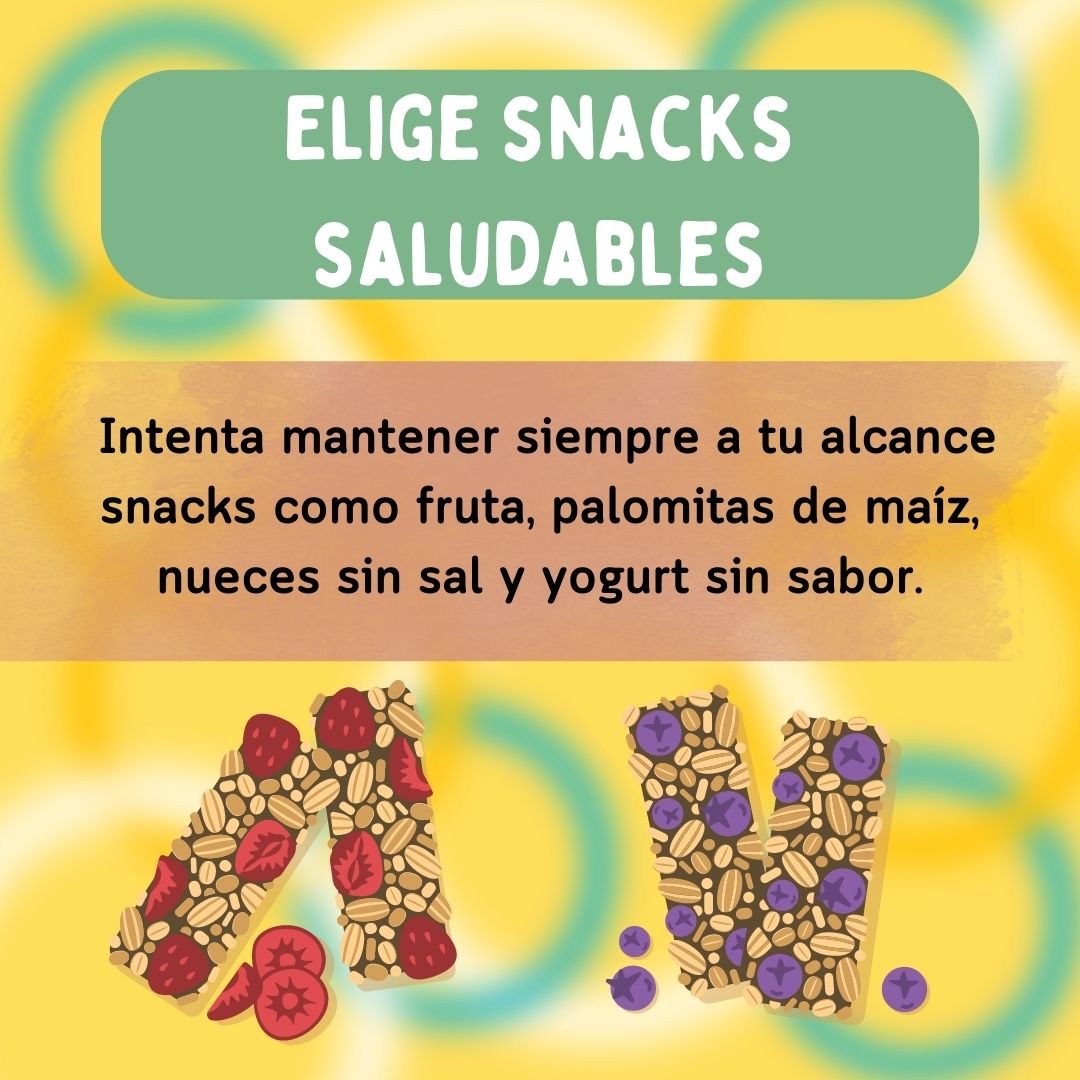 ELIGE SNACKS
SALUDABLES
Intenta mantener siempre a tu alcance
snacks como fruta, palomitas de maíz,
nueces sin sal y yogurt sin sabor.